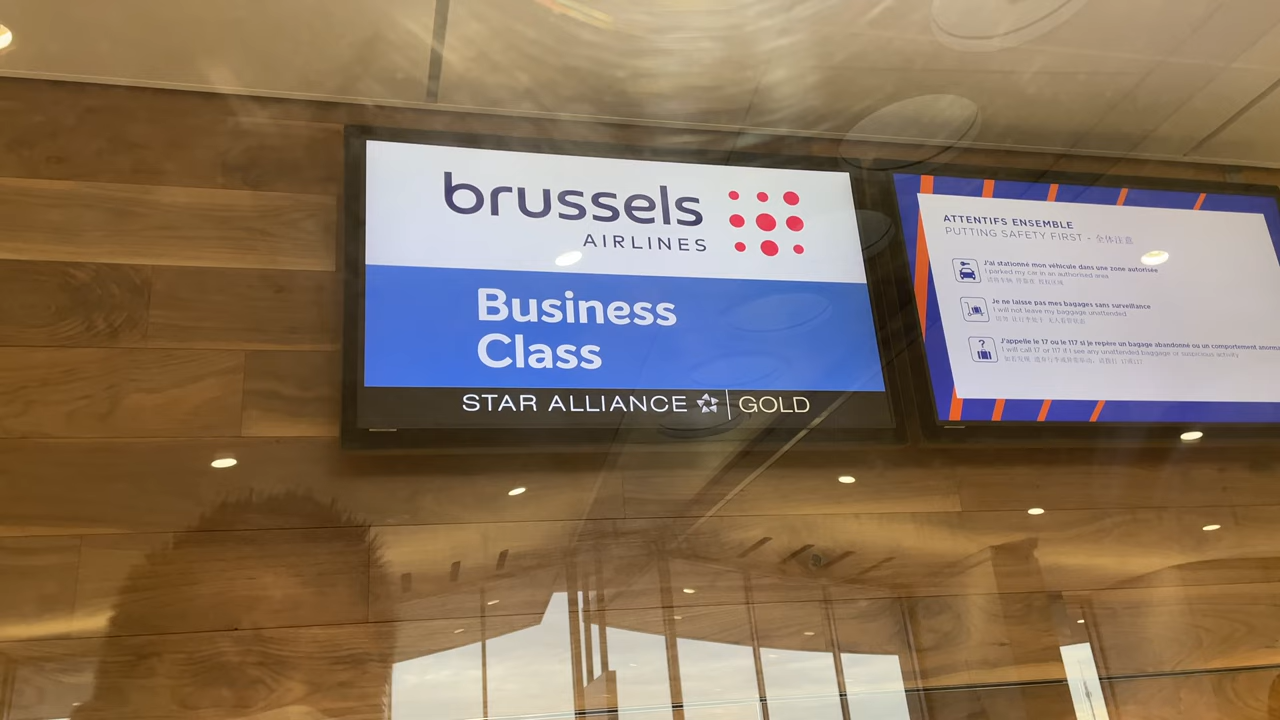 brussels
AIRLINES
Business
Class
STAR ALLIANCE GOLD
ATTENTIFS ENSEMBLE
PUTTING SAFETY FIRST - 全体注意
J'ai stationné mon véhicule dans une zone autorisée
I parked my car in an authorised area
Je ne laisse pas mes bagages sans surveillance
I will not leave my baggage unattended
J'appelle le 17 ou le 117 si je repère un bagage abandonné ou un comportement
I will call 17 or 117 if I see any unattended baggage or suspicious activity